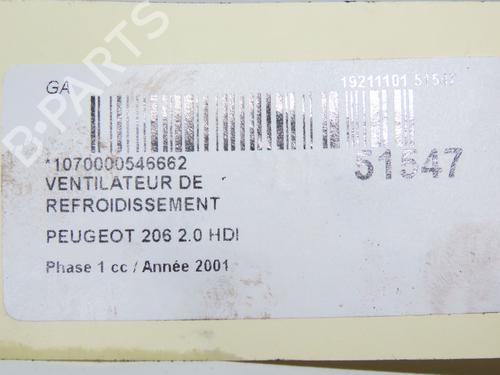 GA
19211101 51547
*1070000546662
51547
VENTILATEUR DE
REFROIDISSEMENT
PEUGEOT 206 2.0 HDI
Phase 1 cc / Année 2001
B-PARTS